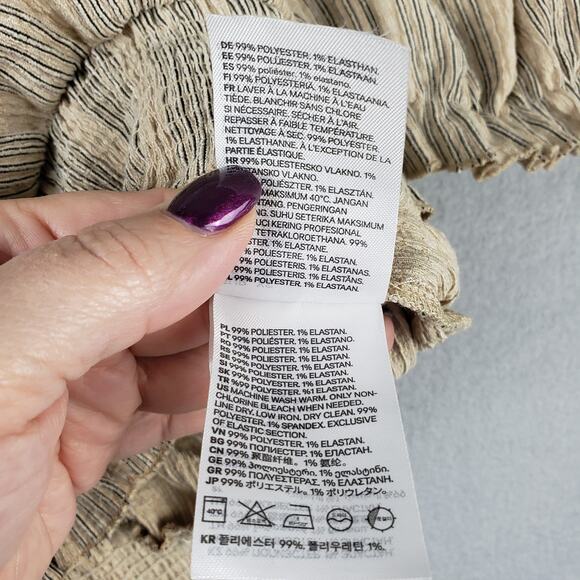 DE 99% POLYESTER. 1% ELASTHAN.
EE 99% POLÜESTER. 1% ELASTAAN.
ES 99% poliéster. 1% elastano.
FI 99% POLYESTERIA. 1% ELASTAANIA.
FR LAVER À LA MACHINE À L'EAU
TIÈDE. BLANCHIR SANS CHLORE
SI NÉCESSAIRE. SÉCHER À L'AIR.
REPASSER À FAIBLE TEMPÉRATURE.
NETTOYAGE À SEC. 99% POLYESTER.
1% ELASTHANNE. À L'EXCEPTION DE LA
PARTIE ÉLASTIQUE.
HR 99% POLIESTERSKO VLAKNO. 1%
ELASTANSKO VLAKNO.
POLIÉSZTER. 1% ELASZTÁN.
MAKSIMUM 40°C. JANGAN
PENGERINGAN
SUHU SETERIKA MAKSIMUM
CUCI KERING PROFESIONAL
TETRAKLOROETHANA. 99%
1% ELASTANE.
1% ELASTAN.
POLIESTERIS. 1% ELASTANAS.
POLIESTERIS. 1% ELASTĀNS.
99% POLYESTER. 1% ELASTAAN.
PL 99% POLIESTER. 1% ELASTAN.
PT 99% POLIÉSTER. 1% ELASTANO.
RO 99% POLIESTER. 1% ELASTAN.
RS 99% POLIESTER. 1% ELASTIN.
SE 99% POLYESTER. 1% ELASTAN.
SI 99% POLIESTER. 1% ELASTAN.
SK 99% POLYESTER. 1% ELASTAN.
TR %99 POLYESTER. %1 ELASTAN.
US MACHINE WASH WARM. ONLY NON-
CHLORINE BLEACH WHEN NEEDED.
LINE DRY. LOW IRON. DRY CLEAN. 99%
POLYESTER. 1% SPANDEX. EXCLUSIVE
OF ELASTIC SECTION.
VN 99% POLYESTER. 1% ELASTAN.
BG 99% ПОЛИЕСТЕР. 1% ЕЛАСТАН.
CN 99% 聚酯纤维。1% 氨纶。
GE 99% პოლიესტერი. 1% ელასტინი.
GR 99% ΠΟΛΥΕΣΤΕΡΑΣ. 1% ΕΛΑΣΤΑΝΗ.
JP 99% ポリエステル。1% ポリウレタン。
40°C
KR 폴리에스터 99%. 폴리우레탄 1%.